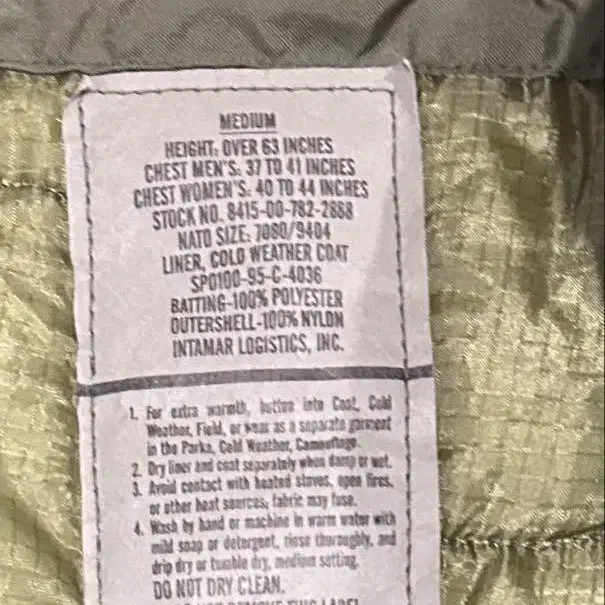 MEDIUM
HEIGHT: OVER 63 INCHES
CHEST MEN'S: 37 TO 41 INCHES
CHEST WOMEN'S: 40 TO 44 INCHES
STOCK NO. 8415-00-782-2888
NATO SIZE: 7080/9404
LINER, COLD WEATHER COAT
SPO100-95-C-4036
BATTING-100% POLYESTER
OUTERSHELL-100% NYLON
INTAMAR LOGISTICS, INC.
1. For extra warmth, button into Coat, Cold
Weather, Field, or wear as a separate garment
in the Parka, Cold Weather, Camouflage.
2. Dry liner and coat separately when damp or wet.
3. Avoid contact with heated stoves, open fires,
or other heat sources; fabric may fuse.
4. Wash by hand or machine in warm water with
mild soap or detergent, rinse thoroughly, and
drip dry or tumble dry, medium setting.
DO NOT DRY CLEAN.
THIS LABEL